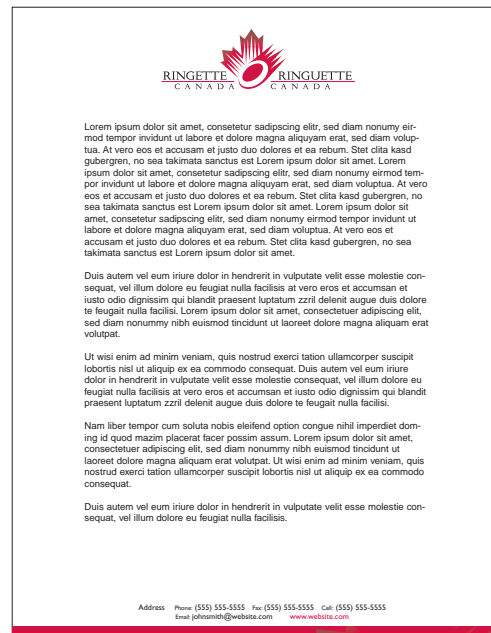 RINGETTE RINGUETTE
CANADA CANADA
Lorem ipsum dolor sit amet, consetetur sadipscing elitr, sed diam nonumy eir-
mod tempor invidunt ut labore et dolore magna aliquyam erat, sed diam volup-
tua. At vero eos et accusam et justo duo dolores et ea rebum. Stet clita kasd
gubergren, no sea takimata sanctus est Lorem ipsum dolor sit amet. Lorem
ipsum dolor sit amet, consetetur sadipscing elitr, sed diam nonumy eirmod tem-
por invidunt ut labore et dolore magna aliquyam erat, sed diam voluptua. At vero
eos et accusam et justo duo dolores et ea rebum. Stet clita kasd gubergren, no
sea takimata sanctus est Lorem ipsum dolor sit amet. Lorem ipsum dolor sit
amet, consetetur sadipscing elitr, sed diam nonumy eirmod tempor invidunt ut
labore et dolore magna aliquyam erat, sed diam voluptua. At vero eos et
accusam et justo duo dolores et ea rebum. Stet clita kasd gubergren, no sea
takimata sanctus est Lorem ipsum dolor sit amet.
Duis autem vel eum iriure dolor in hendrerit in vulputate velit esse molestie con-
sequat, vel illum dolore eu feugiat nulla facilisis at vero eros et accumsan et
iusto odio dignissim qui blandit praesent luptatum zzril delenit augue duis dolore
te feugait nulla facilisi. Lorem ipsum dolor sit amet, consectetuer adipiscing elit,
sed diam nonummy nibh euismod tincidunt ut laoreet dolore magna aliquam erat
volutpat.
Ut wisi enim ad minim veniam, quis nostrud exerci tation ullamcorper suscipit
lobortis nisl ut aliquip ex ea commodo consequat. Duis autem vel eum iriure
dolor in hendrerit in vulputate velit esse molestie consequat, vel illum dolore eu
feugiat nulla facilisis at vero eros et accumsan et iusto odio dignissim qui blandit
praesent luptatum zzril delenit augue duis dolore te feugait nulla facilisi.
Nam liber tempor cum soluta nobis eleifend option congue nihil imperdiet dom-
ing id quod mazim placerat facer possim assum. Lorem ipsum dolor sit amet,
consectetuer adipiscing elit, sed diam nonummy nibh euismod tincidunt ut
laoreet dolore magna aliquam erat volutpat. Ut wisi enim ad minim veniam, quis
nostrud exerci tation ullamcorper suscipit lobortis nisl ut aliquip ex ea commodo
consequat.
Duis autem vel eum iriure dolor in hendrerit in vulputate velit esse molestie con-
sequat, vel illum dolore eu feugiat nulla facilisis.
Address Phone: (555) 555-5555 Fax: (555) 555-5555 Cell: (555) 555-5555
Email: johnsmith@website.com www.website.com